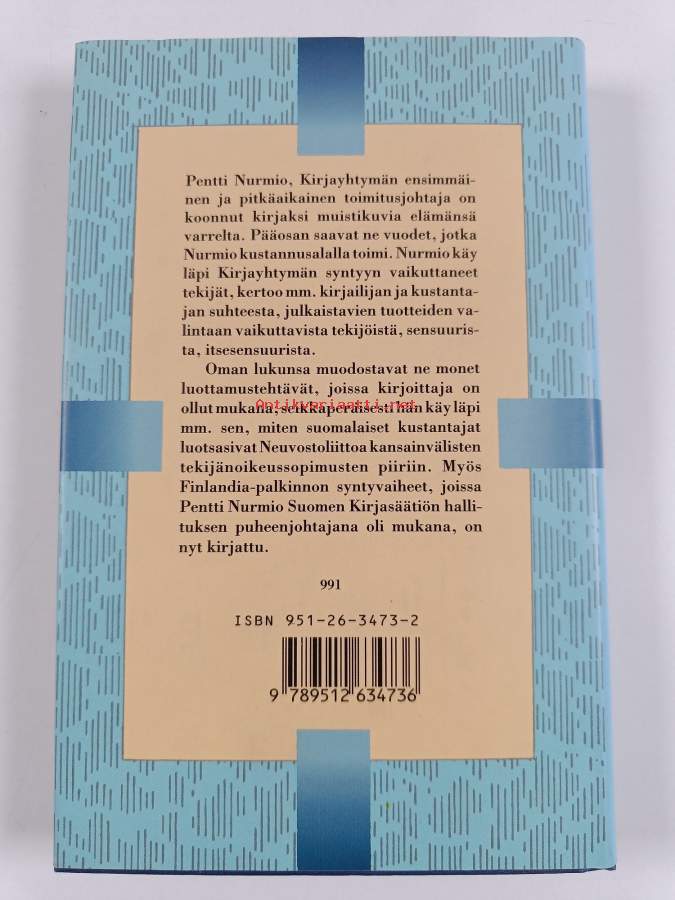 Pentti Nurmio, Kirjayhtymän ensimmäi-
nen ja pitkäaikainen toimitusjohtaja on
koonnut kirjaksi muistikuvia elämänsä
varrelta. Pääosan saavat ne vuodet, jotka
Nurmio kustannusalalla toimi. Nurmio käy
läpi Kirjayhtymän syntyyn vaikuttaneet
tekijät, kertoo mm. kirjailijan ja kustanta-
jan suhteesta, julkaistavien tuotteiden va-
lintaan vaikuttavista tekijöistä, sensuuris-
ta, itsesensuurista.
Oman lukunsa muodostavat ne monet
luottamustehtävät, joissa kirjoittaja on
ollut mukana; seikkaperäisesti hän käy läpi
Antikvariaatti.net
mm. sen, miten suomalaiset kustantajat
luotsasivat Neuvostoliittoa kansainvälisten
tekijänoikeussopimusten piiriin. Myös
Finlandia-palkinnon syntyvaiheet, joissa
Pentti Nurmio Suomen Kirjasäätiön halli-
tuksen puheenjohtajana oli mukana, on
nyt kirjattu.
991
ISBN 951-26-3473-2
9 789512 634736